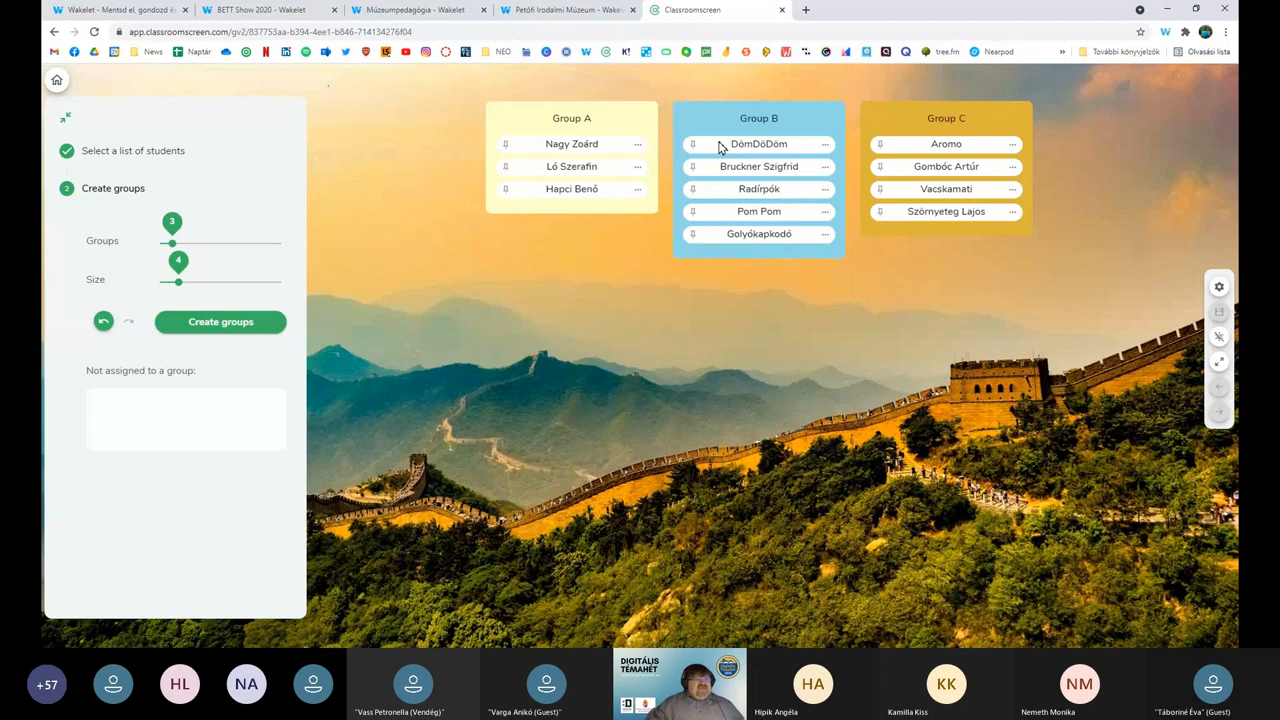 Wakelet - Mentsd el, gondozd é
BETT Show 2020 - Wakelet
Múzeumpedagógia - Wakelet
Petőfi Irodalmi Múzeum - Wakel
Classroomscreen
app.classroomscreen.com/gv2/837753aa-b394-4ee1-b846-714134276f04
News
Naptár
NEO
tree.fm
Nearpod
További könyvjelzők
Olvasási lista
Select a list of students
2 Create groups
3
Groups
4
Size
Create groups
Not assigned to a group:
Group A
Nagy Zoárd
Ló Szerafin
Hapci Benő
Group B
DömDöDöm
Bruckner Szigfrid
Radírpók
Pom Pom
Golyókapkodó
Group C
Aromo
Gombóc Artúr
Vacskamati
Szörnyeteg Lajos
+57
HL
NA
"Vass Petronella (Vendég)"
"Varga Anikó (Guest)"
DIGITÁLIS
TÉMAHÉT
HA
Hipik Angéla
KK
Kamilla Kiss
NM
Nemeth Monika
"Táboriné Éva" (Guest)